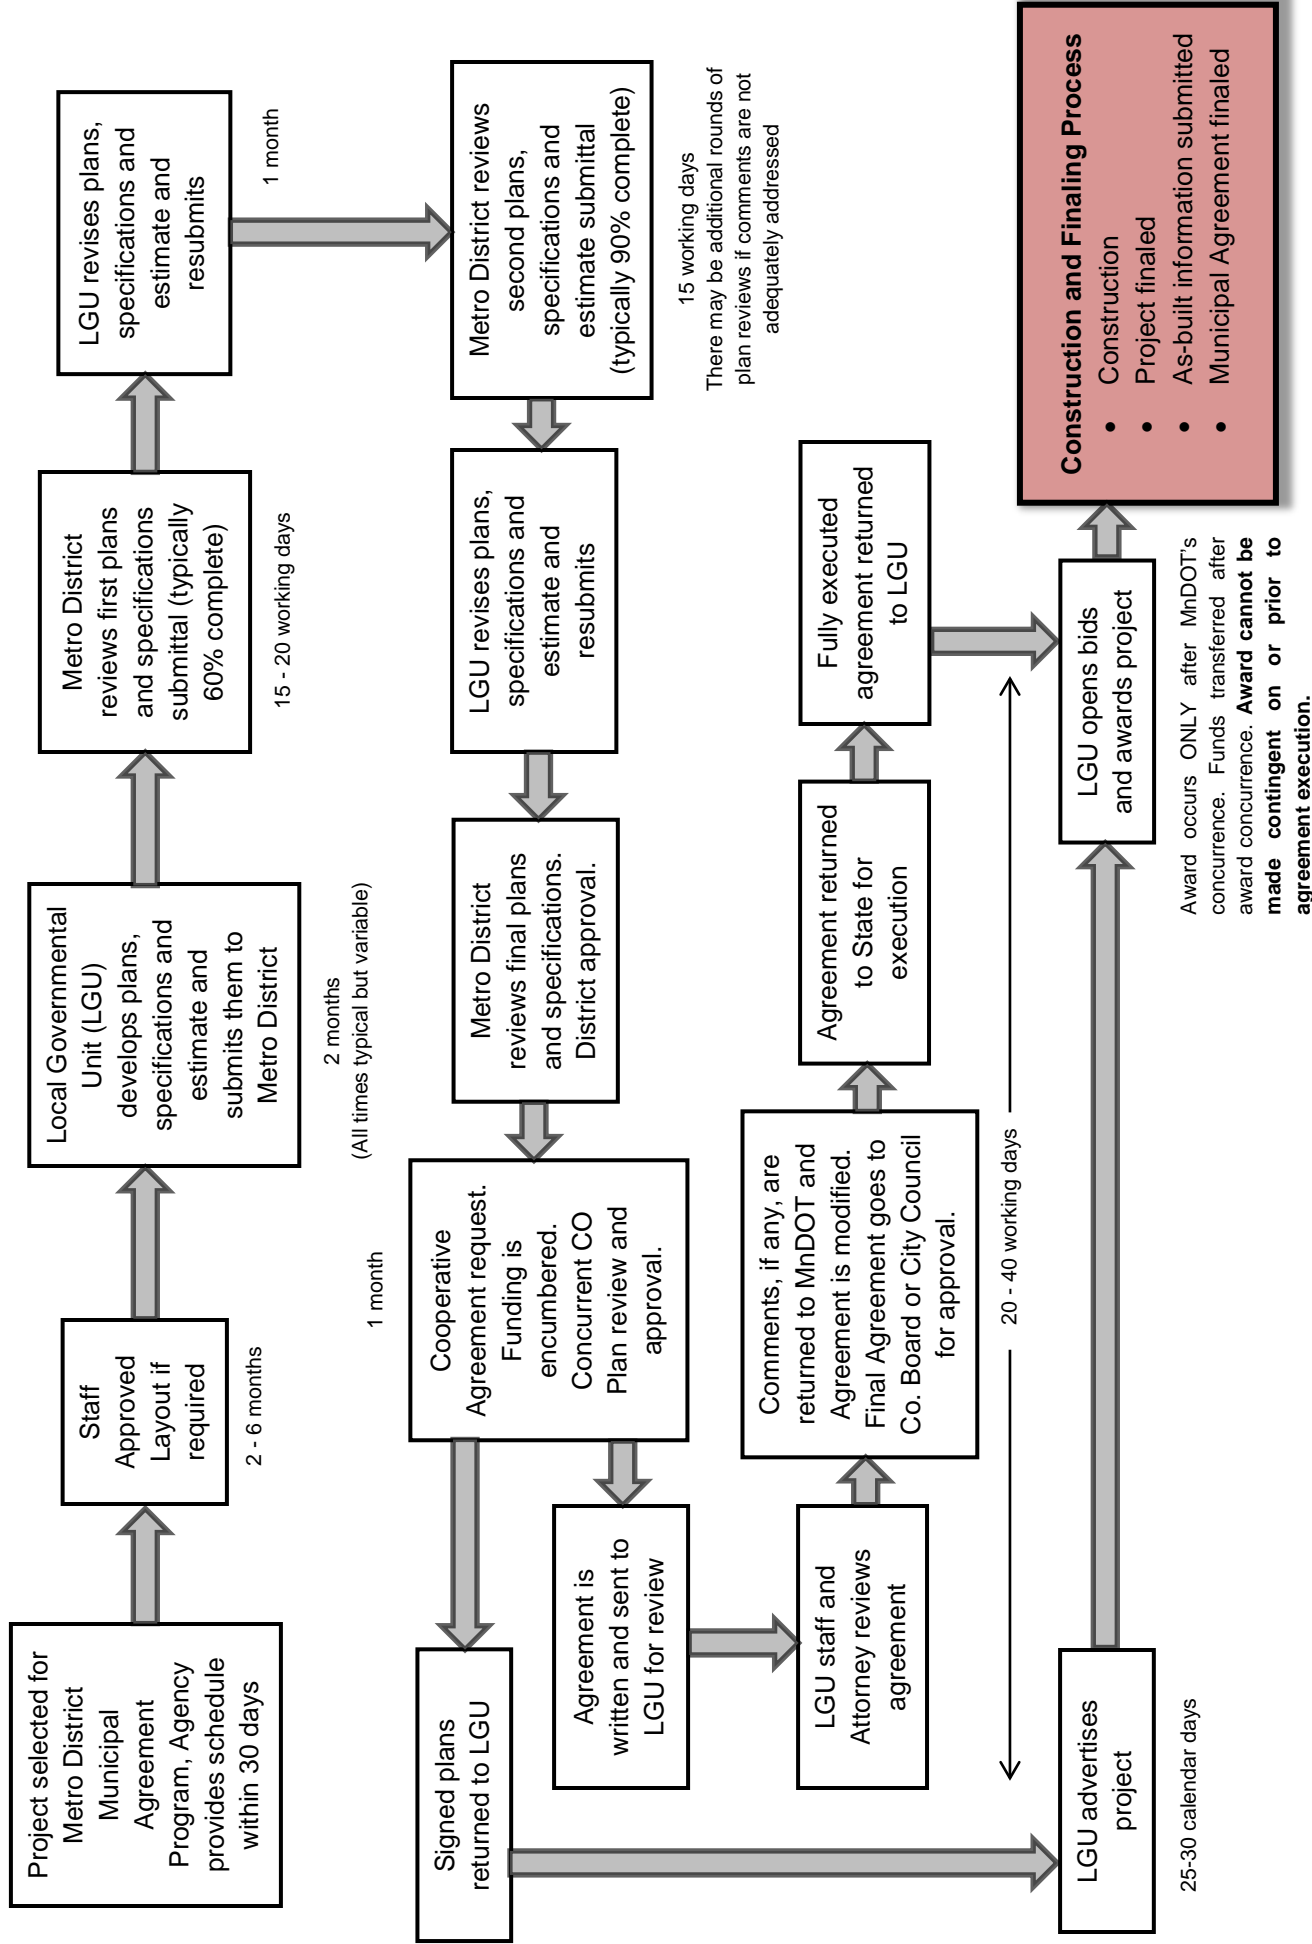 Project selected for
Metro District
Municipal
Agreement
Program, Agency
provides schedule
within 30 days
Staff
Approved
Layout if
required
2 - 6 months
Local Governmental
Unit (LGU)
develops plans,
specifications and
estimate and
submits them to
Metro District
2 months
(All times typical but variable)
Metro District
reviews first plans
and specifications
submittal (typically
60% complete)
15 - 20 working days
LGU revises plans,
specifications and
estimate and
resubmits
1 month
Metro District reviews
second plans,
specifications and
estimate submittal
(typically 90% complete)
15 working days
There may be additional rounds of
plan reviews if comments are not
adequately addressed
LGU revises plans,
specifications and
estimate and
resubmits
Metro District
reviews final plans
and specifications.
District approval.
1 month
Cooperative
Agreement request.
Funding is
encumbered.
Concurrent CO
Plan review and
approval.
Signed plans
returned to LGU
Agreement is
written and sent to
LGU for review
LGU staff and
Attorney reviews
agreement
Comments, if any, are
returned to MnDOT and
Agreement is modified.
Final Agreement goes to
Co. Board or City Council
for approval.
Agreement returned
to State for
execution
Fully executed
agreement returned
to LGU
20 - 40 working days
LGU advertises
project
25-30 calendar days
LGU opens bids
and awards project
Award occurs ONLY after MnDOT's
concurrence. Funds transferred after
award concurrence. Award cannot be
made contingent on or prior to
agreement execution.
Construction and Finaling Process
• Construction
• Project finaled
• As-built information submitted
• Municipal Agreement finaled